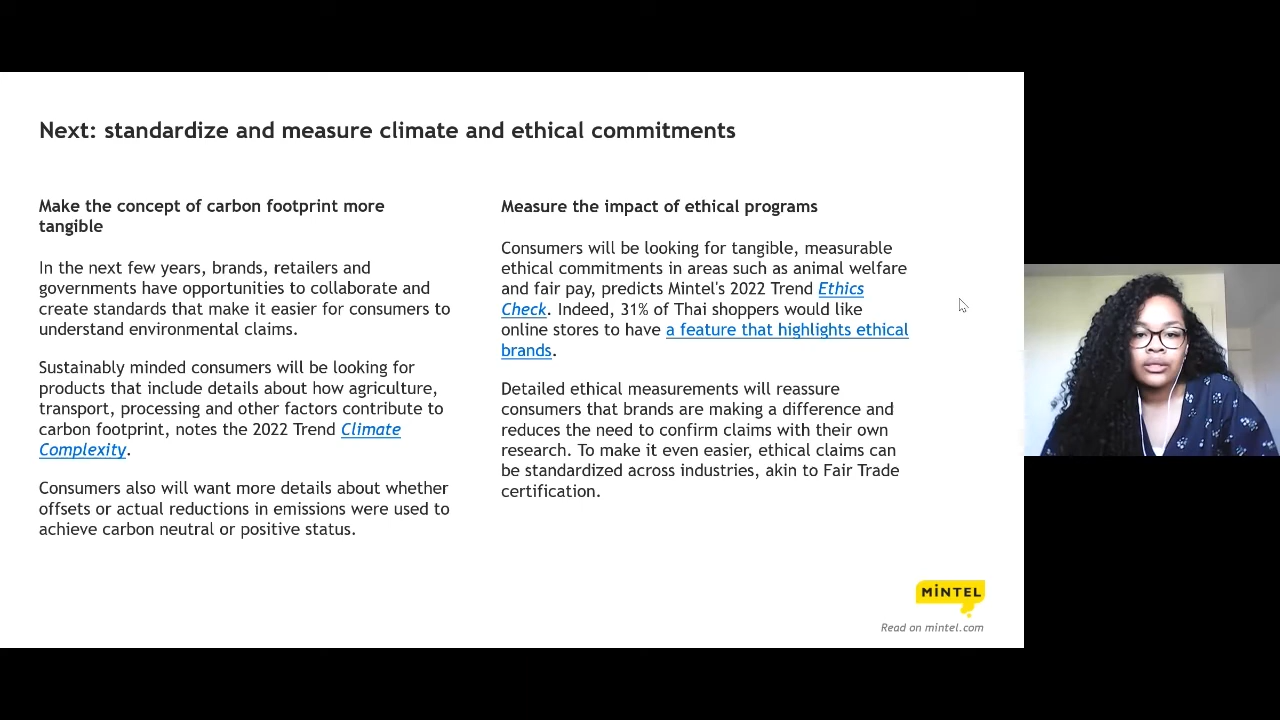 Next: standardize and measure climate and ethical commitments
Make the concept of carbon footprint more
tangible
In the next few years, brands, retailers and
governments have opportunities to collaborate and
create standards that make it easier for consumers to
understand environmental claims.
Sustainably minded consumers will be looking for
products that include details about how agriculture,
transport, processing and other factors contribute to
carbon footprint, notes the 2022 Trend Climate
Complexity.
Consumers also will want more details about whether
offsets or actual reductions in emissions were used to
achieve carbon neutral or positive status.
Measure the impact of ethical programs
Consumers will be looking for tangible, measurable
ethical commitments in areas such as animal welfare
and fair pay, predicts Mintel's 2022 Trend Ethics
Check. Indeed, 31% of Thai shoppers would like
online stores to have a feature that highlights ethical
brands.
Detailed ethical measurements will reassure
consumers that brands are making a difference and
reduces the need to confirm claims with their own
research. To make it even easier, ethical claims can
be standardized across industries, akin to Fair Trade
certification.
MINTEL
Read on mintel.com